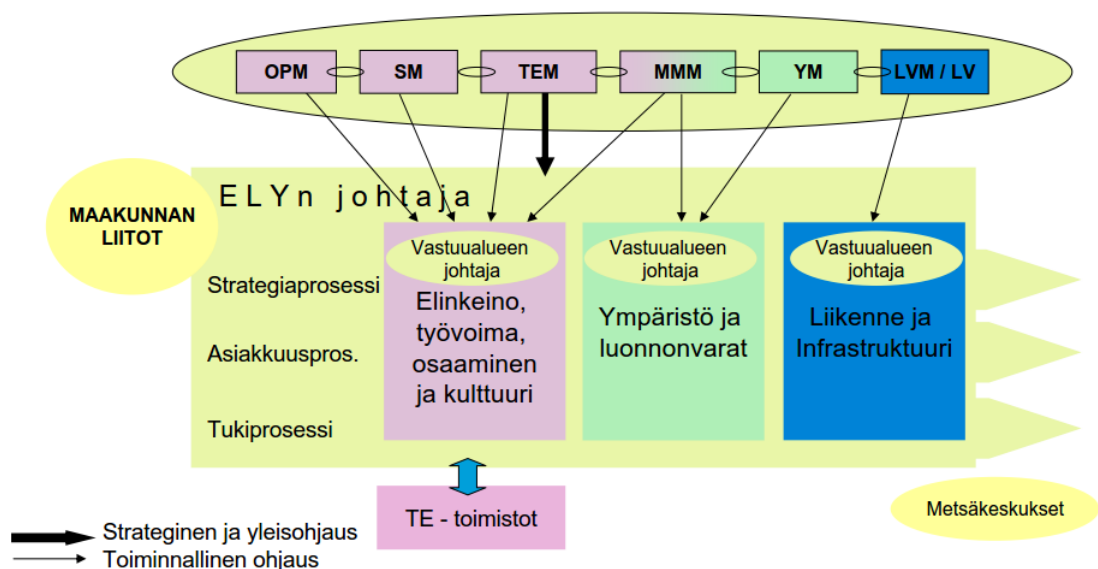 OPM
SM
TEM
MMM
YM
LVM / LV
MAAKUNNAN
LIITOT
ELYn johtaja
Vastuualueen
johtaja
Elinkeino,
työvoima,
osaaminen
ja kulttuuri
Vastuualueen
johtaja
Ympäristö ja
luonnonvarat
Vastuualueen
johtaja
Liikenne ja
Infrastruktuuri
Strategiaprosessi
Asiakkuuspros.
Tukiprosessi
TE - toimistot
Metsäkeskukset
Strateginen ja yleisohjaus
Toiminnallinen ohjaus